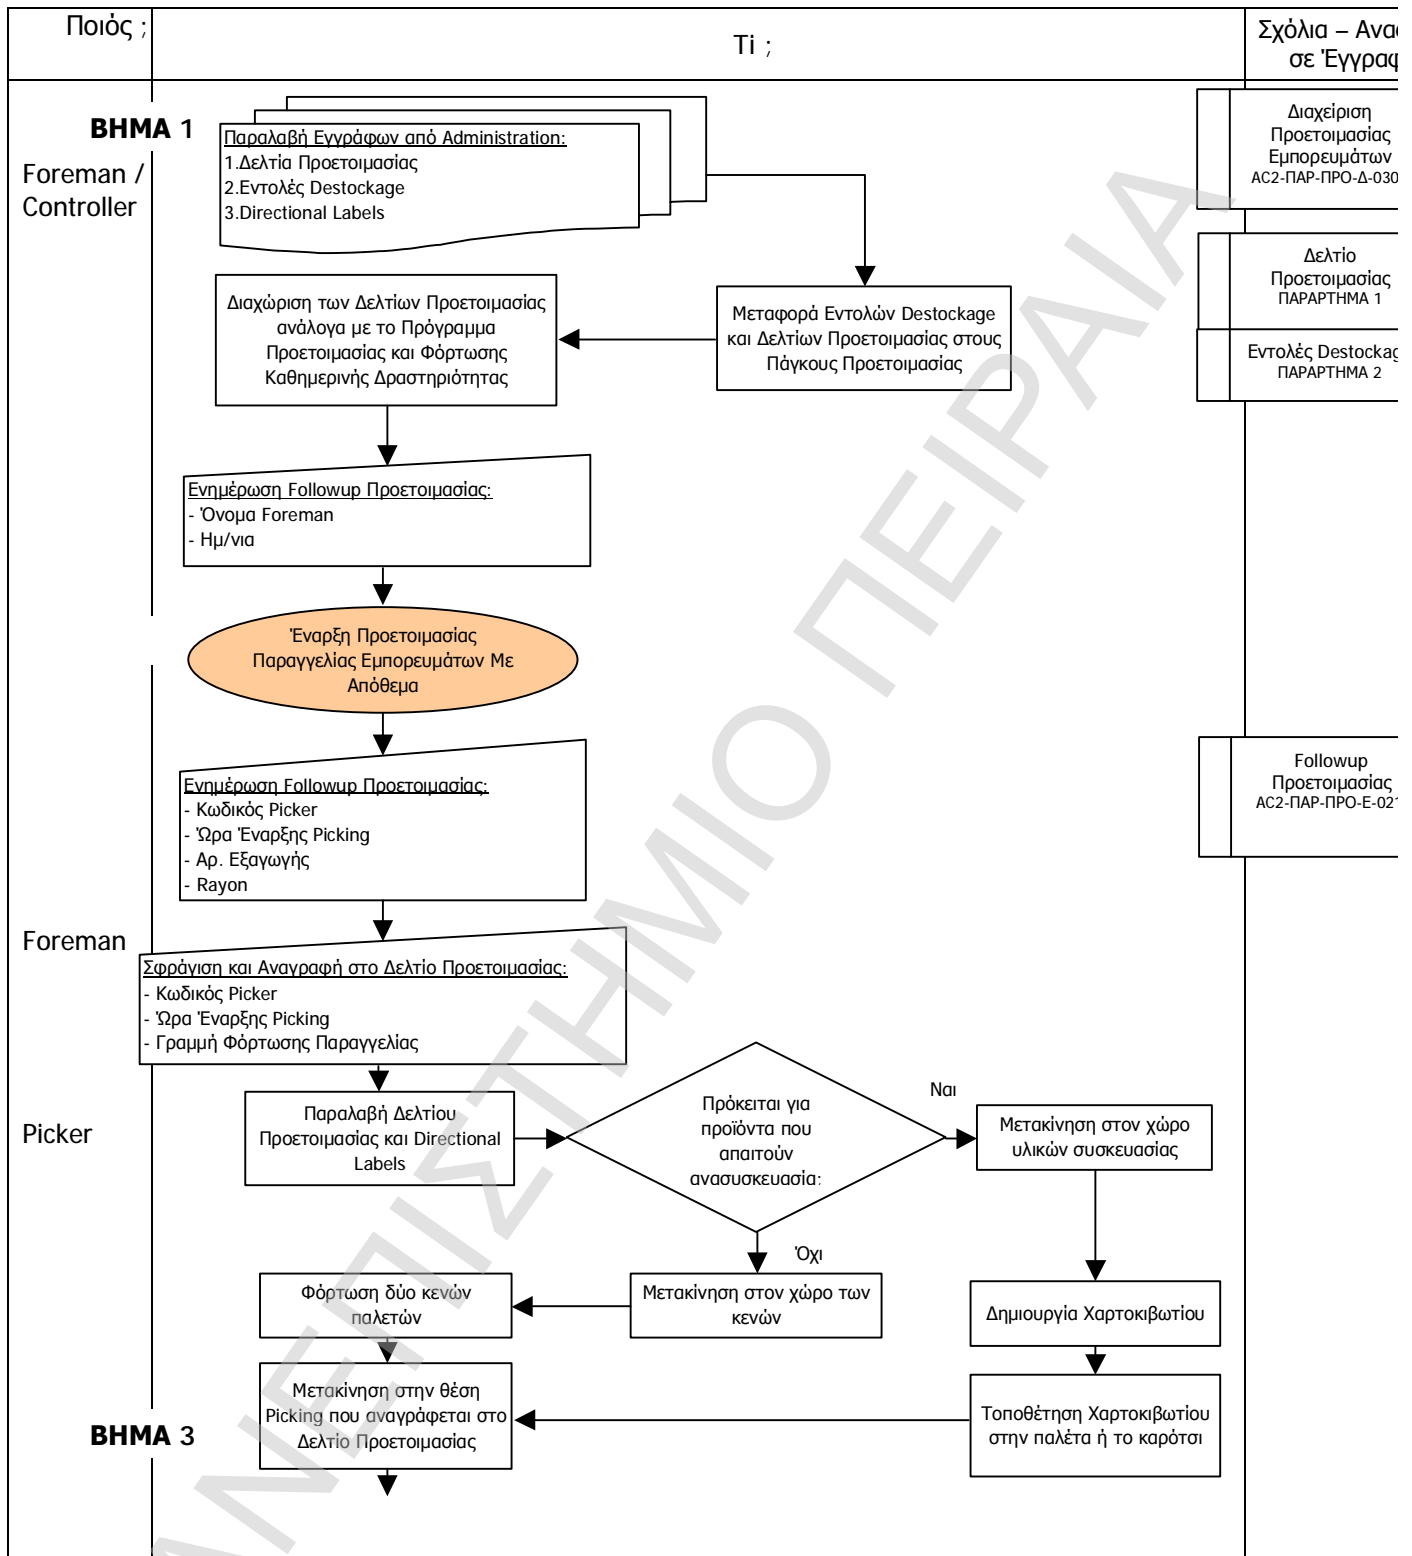 Ποιός ;
Τi ;
Σχόλια –
σε
ΒΗΜΑ 1
Foreman /
Controller
Παραλαβή Εγγράφων από Administration:
1.Δελτία Προετοιμασίας
2.Εντολές Destockage
3.Directional Labels
Διαχείριση
Προετοιμασίας
Εμπορευμάτων
AC2-ΠΑΡ-ΠΡΟ-Δ-030
Δελτίο
Προετοιμασίας
ΠΑΡΑΡΤΗΜΑ 1
Εντολές
ΠΑΡΑΡΤΗΜΑ 2
Διαχώριση των Δελτίων Προετοιμασίας
ανάλογα με το Πρόγραμμα
Προετοιμασίας και Φόρτωσης
Καθημερινής Δραστηριότητας
Μεταφορά Εντολών Destockage
και Δελτίων Προετοιμασίας στους
Πάγκους Προετοιμασίας
Ενημέρωση Followup Προετοιμασίας:
- Όνομα Foreman
- Ημ/νια
Έναρξη Προετοιμασίας
Παραγγελίας Εμπορευμάτων Με
Απόθεμα
Ενημέρωση Followup Προετοιμασίας:
- Κωδικός Picker
- Ώρα Έναρξης Picking
- Αρ. Εξαγωγής
- Rayon
Followup
Προετοιμασίας
AC2-ΠΑΡ-ΠΡΟ-Ε-021
Foreman
Σφράγιση και Αναγραφή στο Δελτίο Προετοιμασίας:
- Κωδικός Picker
- Ώρα Έναρξης Picking
- Γραμμή Φόρτωσης Παραγγελίας
Picker
Παραλαβή Δελτίου
Προετοιμασίας και Directional
Labels
Πρόκειται για
προϊόντα που
απαιτούν
ανασυσκευασία:
Ναι
Μετακίνηση στον χώρο
υλικών συσκευασίας
Όχι
Φόρτωση δύο κενών
παλετών
Μετακίνηση στον χώρο των
κενών
Δημιουργία Χαρτοκιβωτίου
Μετακίνηση στην θέση
Picking που αναγράφεται στο
Δελτίο Προετοιμασίας
Τοποθέτηση Χαρτοκιβωτίου
στην παλέτα ή το καρότσι
ΒΗΜΑ 3
ΑΝΕΠΙΣΤΗΜΙΟ ΠΕΙΡΑΙΑ